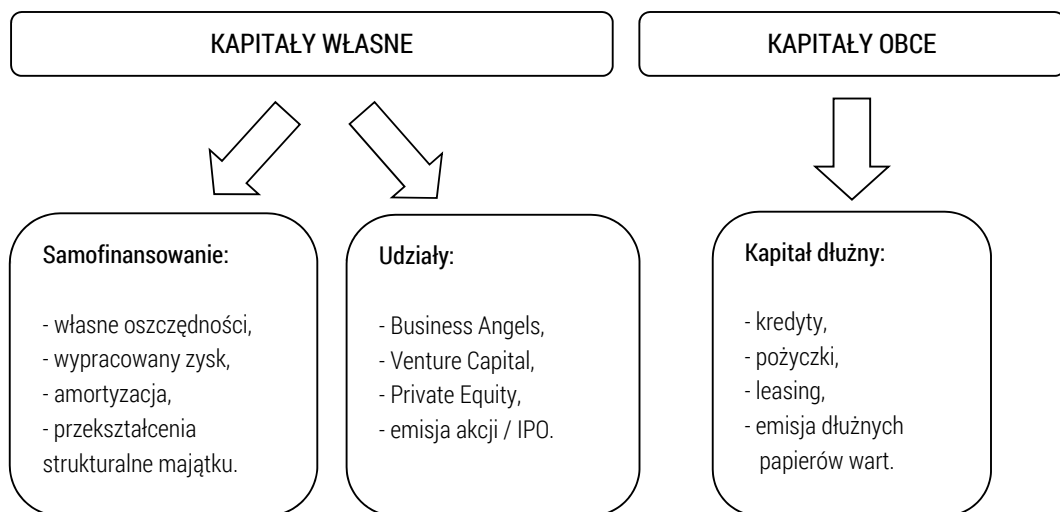 KAPITAŁY WŁASNE
KAPITAŁY OBCE
Samofinansowanie:
- własne oszczędności,
- wypracowany zysk,
- amortyzacja,
- przekształcenia
strukturalne majątku.
Udziały:
- Business Angels,
- Venture Capital,
- Private Equity,
- emisja akcji / IPO.
Kapitał dłużny:
- kredyty,
- pożyczki,
- leasing,
- emisja dłużnych
papierów wart.